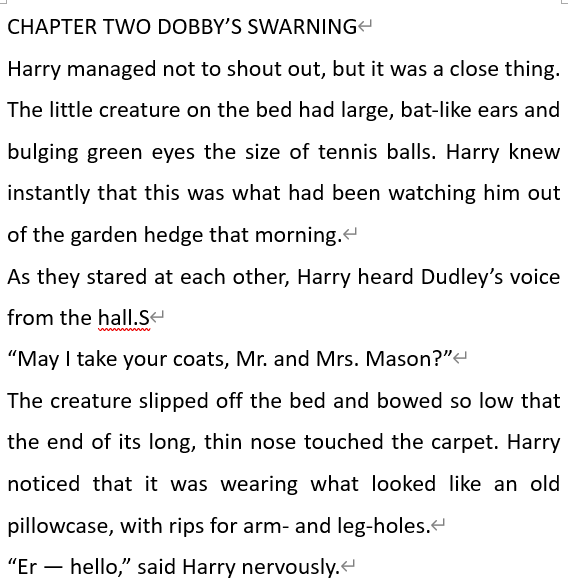 CHAPTER TWO DOBBY’S SWARNING
Harry managed not to shout out, but it was a close thing.
The little creature on the bed had large, bat-like ears and
bulging green eyes the size of tennis balls. Harry knew
instantly that this was what had been watching him out
of the garden hedge that morning.
As they stared at each other, Harry heard Dudley’s voice
from the hall.S
“May I take your coats, Mr. and Mrs. Mason?”
The creature slipped off the bed and bowed so low that
the end of its long, thin nose touched the carpet. Harry
noticed that it was wearing what looked like an old
pillowcase, with rips for arm- and leg-holes.
“Er — hello,” said Harry nervously.